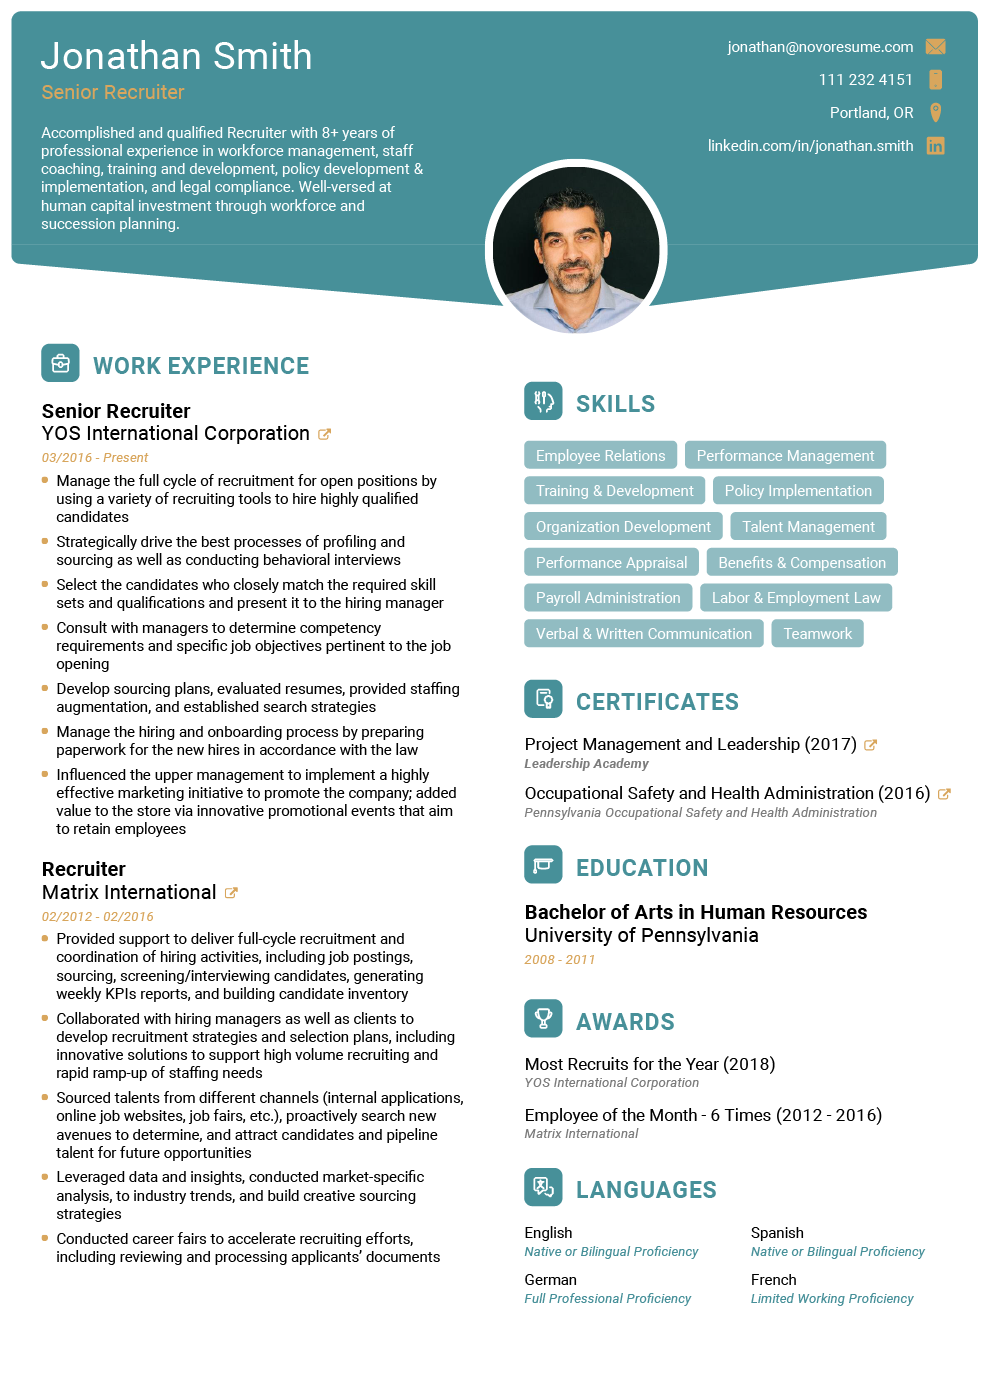 Jonathan Smith
Senior Recruiter
Accomplished and qualified Recruiter with 8+ years of
professional experience in workforce management, staff
coaching, training and development, policy development &
implementation, and legal compliance. Well-versed at
human capital investment through workforce and
succession planning.
jonathan@novoresume.com
111 232 4151
Portland, OR
linkedin.com/in/jonathan.smith
WORK EXPERIENCE
Senior Recruiter
YOS International Corporation
03/2016 - Present
Manage the full cycle of recruitment for open positions by
using a variety of recruiting tools to hire highly qualified
candidates
Strategically drive the best processes of profiling and
sourcing as well as conducting behavioral interviews
Select the candidates who closely match the required skill
sets and qualifications and present it to the hiring manager
Consult with managers to determine competency
requirements and specific job objectives pertinent to the job
opening
Develop sourcing plans, evaluated resumes, provided staffing
augmentation, and established search strategies
Manage the hiring and onboarding process by preparing
paperwork for the new hires in accordance with the law
Influenced the upper management to implement a highly
effective marketing initiative to promote the company; added
value to the store via innovative promotional events that aim
to retain employees
Recruiter
Matrix International
02/2012 - 02/2016
Provided support to deliver full-cycle recruitment and
coordination of hiring activities, including job postings,
sourcing, screening/interviewing candidates, generating
weekly KPIs reports, and building candidate inventory
Collaborated with hiring managers as well as clients to
develop recruitment strategies and selection plans, including
innovative solutions to support high volume recruiting and
rapid ramp-up of staffing needs
Sourced talents from different channels (internal applications,
online job websites, job fairs, etc.), proactively search new
avenues to determine, and attract candidates and pipeline
talent for future opportunities
Leveraged data and insights, conducted market-specific
analysis, to industry trends, and build creative sourcing
strategies
Conducted career fairs to accelerate recruiting efforts,
including reviewing and processing applicants' documents
SKILLS
Employee Relations Performance Management
Training & Development Policy Implementation
Organization Development Talent Management
Performance Appraisal Benefits & Compensation
Payroll Administration Labor & Employment Law
Verbal & Written Communication Teamwork
CERTIFICATES
Project Management and Leadership (2017)
Leadership Academy
Occupational Safety and Health Administration (2016)
Pennsylvania Occupational Safety and Health Administration
EDUCATION
Bachelor of Arts in Human Resources
University of Pennsylvania
2008 - 2011
AWARDS
Most Recruits for the Year (2018)
YOS International Corporation
Employee of the Month - 6 Times (2012 - 2016)
Matrix International
LANGUAGES
English
Native or Bilingual Proficiency
Spanish
Native or Bilingual Proficiency
German
Full Professional Proficiency
French
Limited Working Proficiency